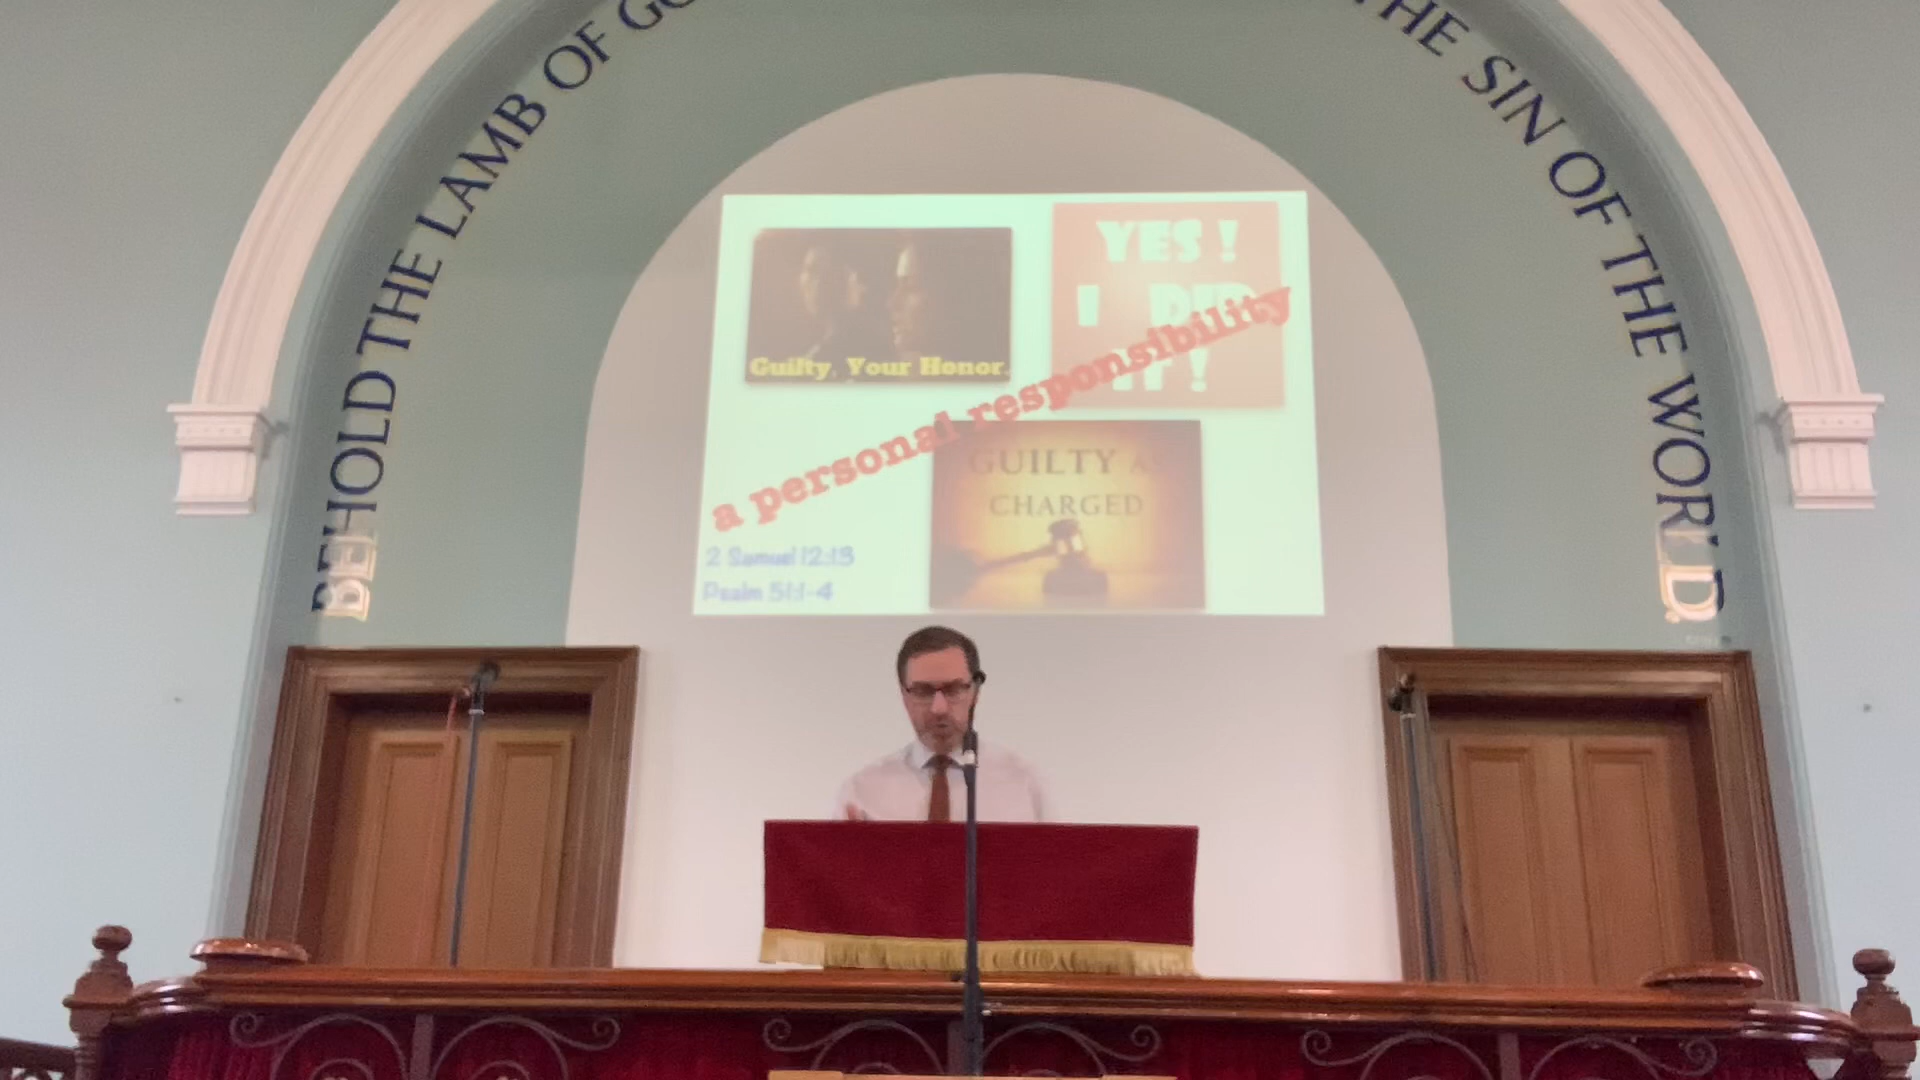 BEHOLD THE LAMB OF GO
THE SIN OF THE WORLD.
Guilty, Your Honor.
YES !
I DID
IT !
a personal responsibility
GUILTY AS
CHARGED
2 Samuel 12:13
Psalm 51:1-4